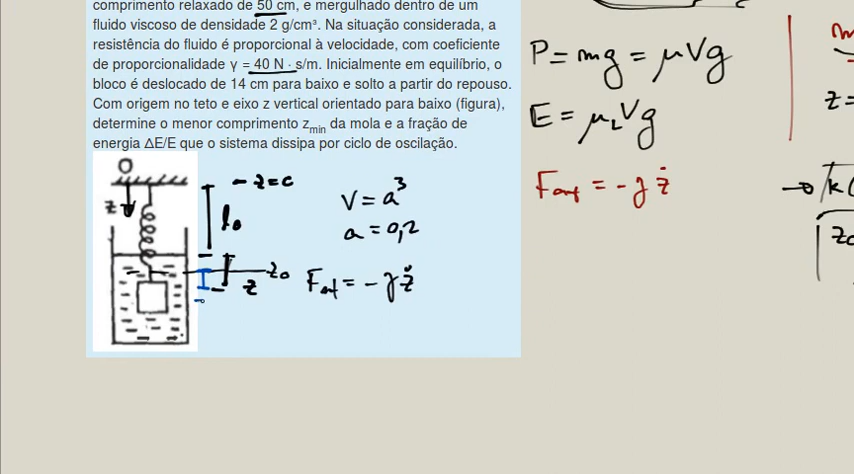 comprimento relaxado de 50 cm, e mergulhado dentro de um
fluido viscoso de densidade 2 g/cm³. Na situação considerada, a
resistência do fluido é proporcional à velocidade, com coeficiente
de proporcionalidade γ = 40 N · s/m. Inicialmente em equilíbrio, o
bloco é deslocado de 14 cm para baixo e solto a partir do repouso.
Com origem no teto e eixo z vertical orientado para baixo (figura),
determine o menor comprimento z_min da mola e a fração de
energia ΔE/E que o sistema dissipa por ciclo de oscilação.
O
z
l₀
z₀
z
V = a³
a = 0,2
= - γ ż
P = mg = μVg
E = μ_L Vg
= - γ ż
m
z =
→ k(
z₀